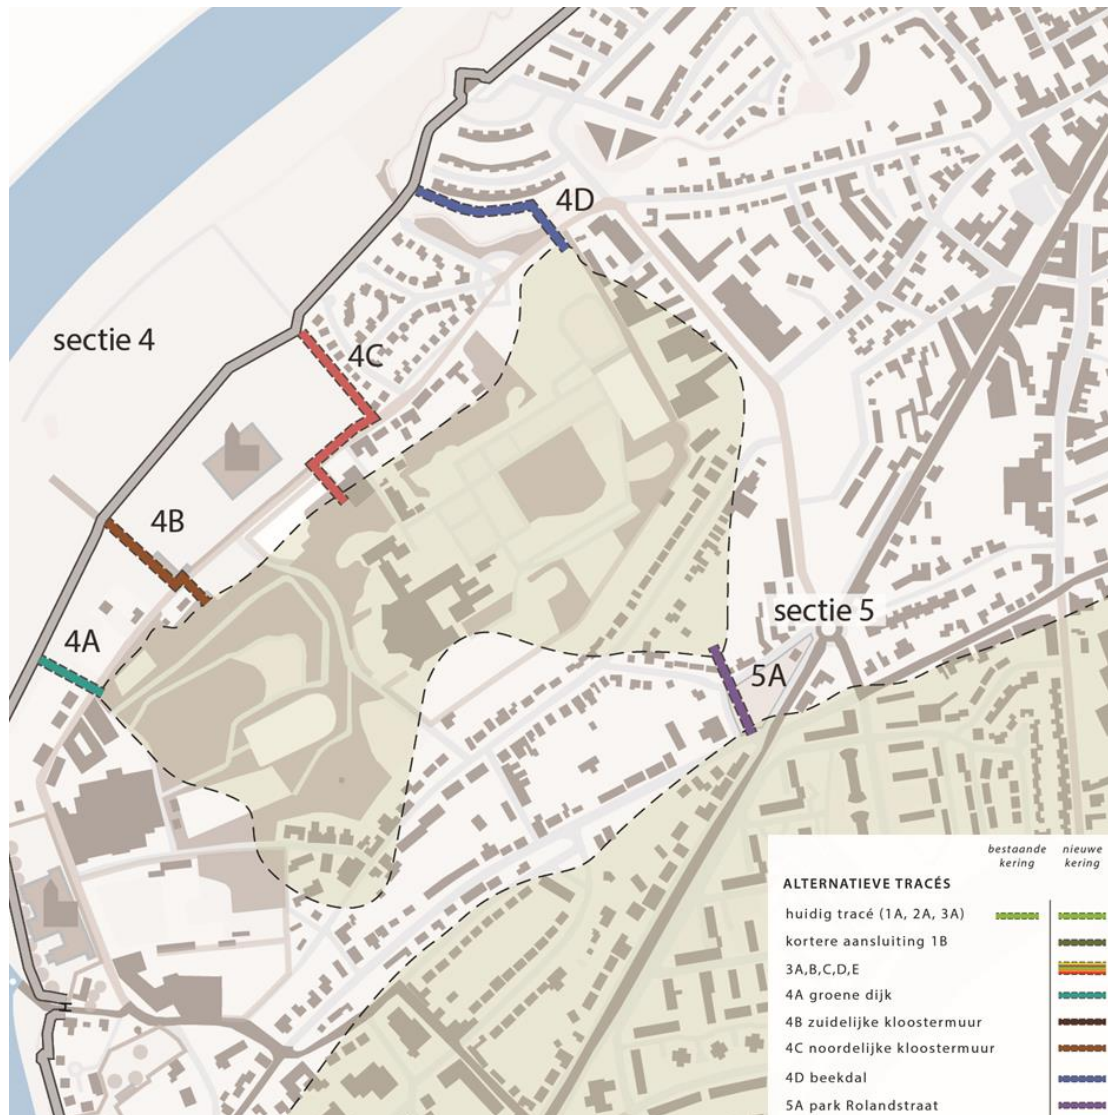 4D
sectie 4
4C
4B
sectie 5
4A
5A
bestaande kering
nieuwe kering
ALTERNATIEVE TRACÉS
huidig tracé (1A, 2A, 3A)
kortere aansluiting 1B
3A,B,C,D,E
4A groene dijk
4B zuidelijke kloostermuur
4C noordelijke kloostermuur
4D beekdal
5A park Rolandstraat